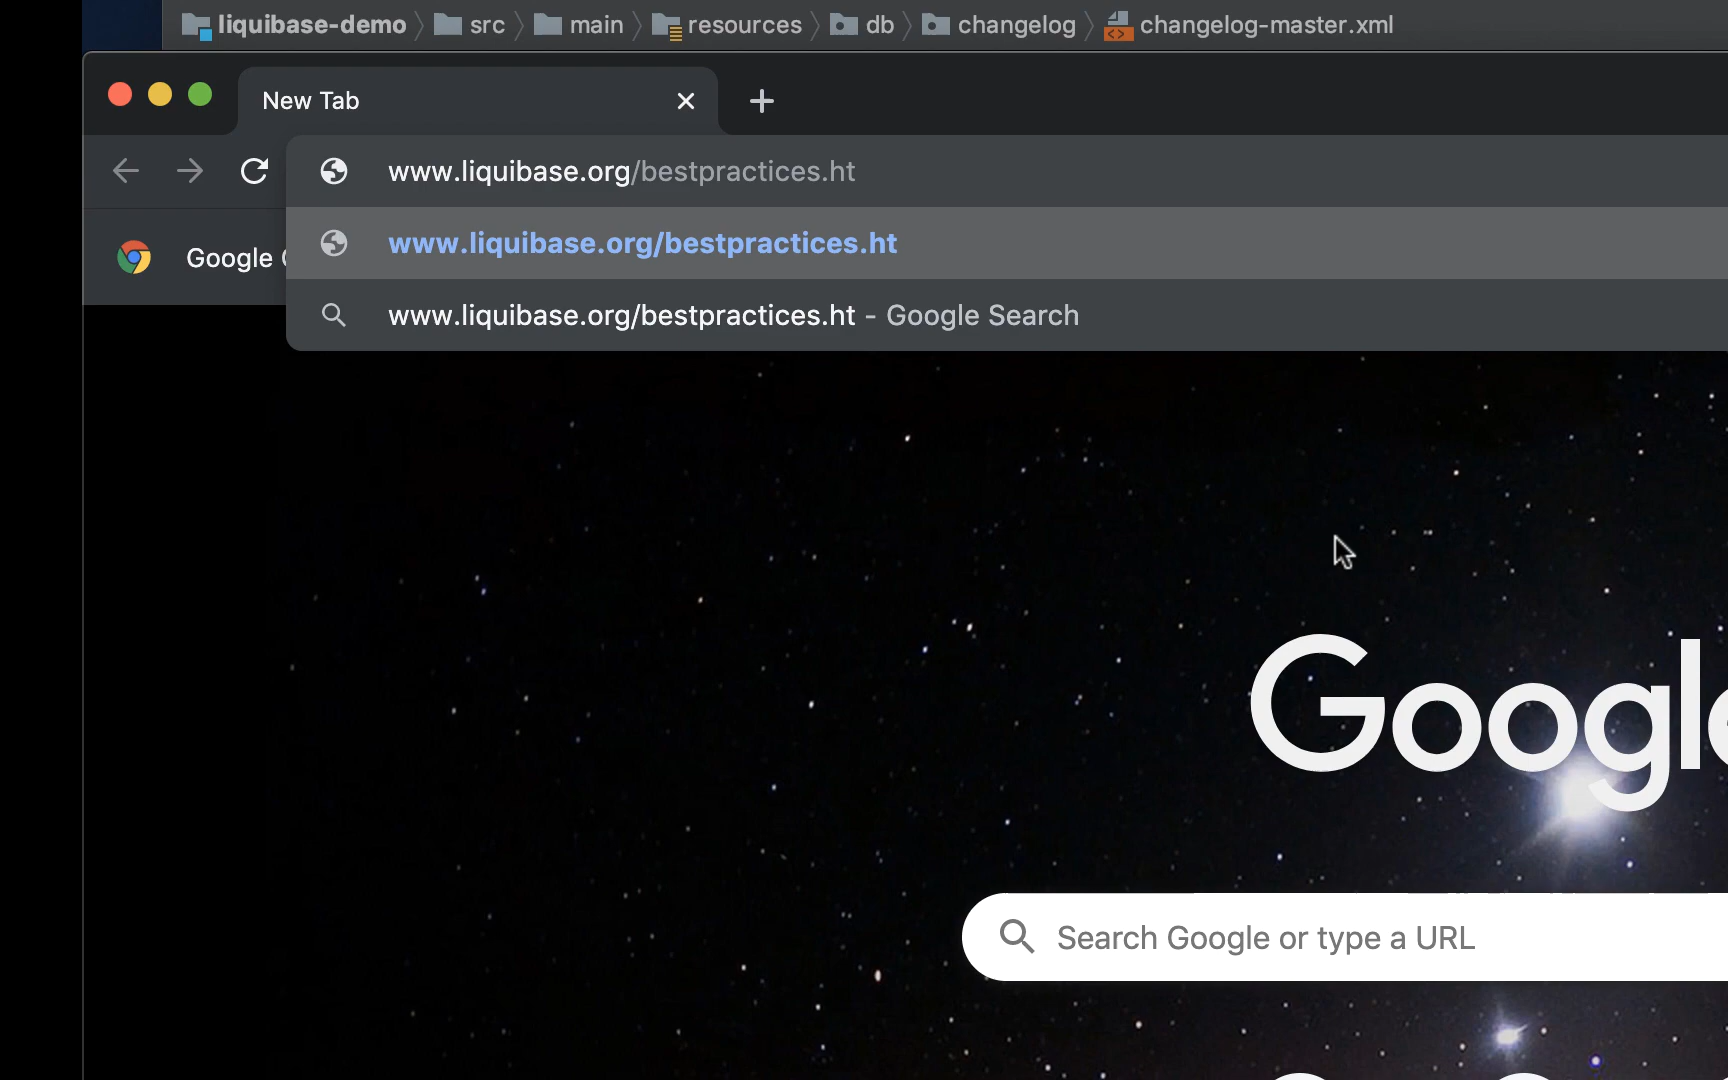 liquibase-demo src main resources db changelog changelog-master.xml
New Tab
www.liquibase.org/bestpractices.ht
Google
www.liquibase.org/bestpractices.ht
www.liquibase.org/bestpractices.ht - Google Search
Google
Search Google or type a URL